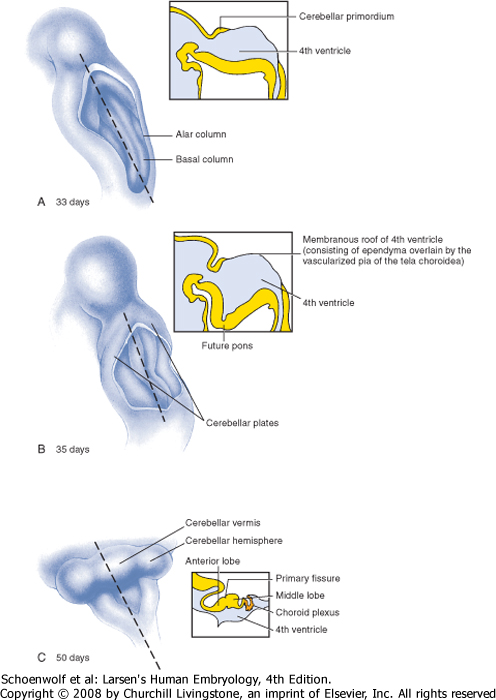 Cerebellar primordium
4th ventricle
Alar column
Basal column
A 33 days
Membranous roof of 4th ventricle
(consisting of ependyma overlain by the
vascularized pia of the tela choroidea)
4th ventricle
Future pons
Cerebellar plates
B 35 days
Cerebellar vermis
Cerebellar hemisphere
Anterior lobe
Primary fissure
Middle lobe
Choroid plexus
4th ventricle
C 50 days
Schoenwolf et al: Larsen's Human Embryology, 4th Edition.
Copyright © 2008 by Churchill Livingstone, an imprint of Elsevier, Inc. All rights reserved